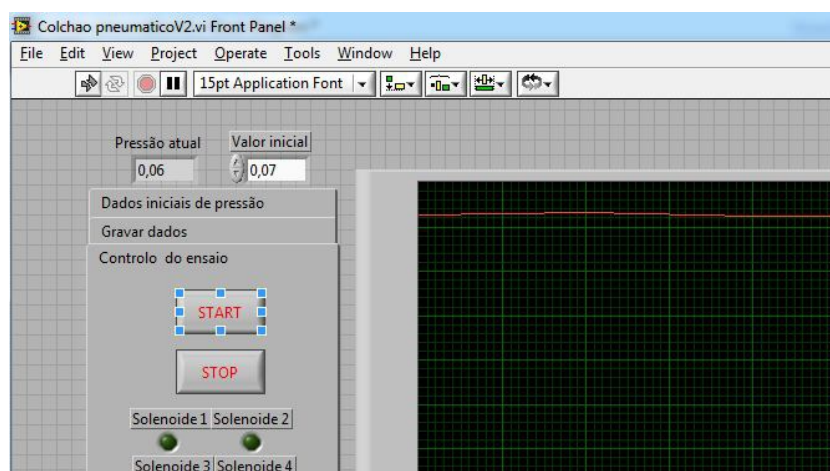 Colchao pneumaticoV2.vi Front Panel *
File Edit View Project Operate Tools Window Help
15pt Application Font
Pressão atual Valor inicial
0,06 0,07
Dados iniciais de pressão
Gravar dados
Controlo do ensaio
START
STOP
Solenoide 1 Solenoide 2
Solenoide 3 Solenoide 4